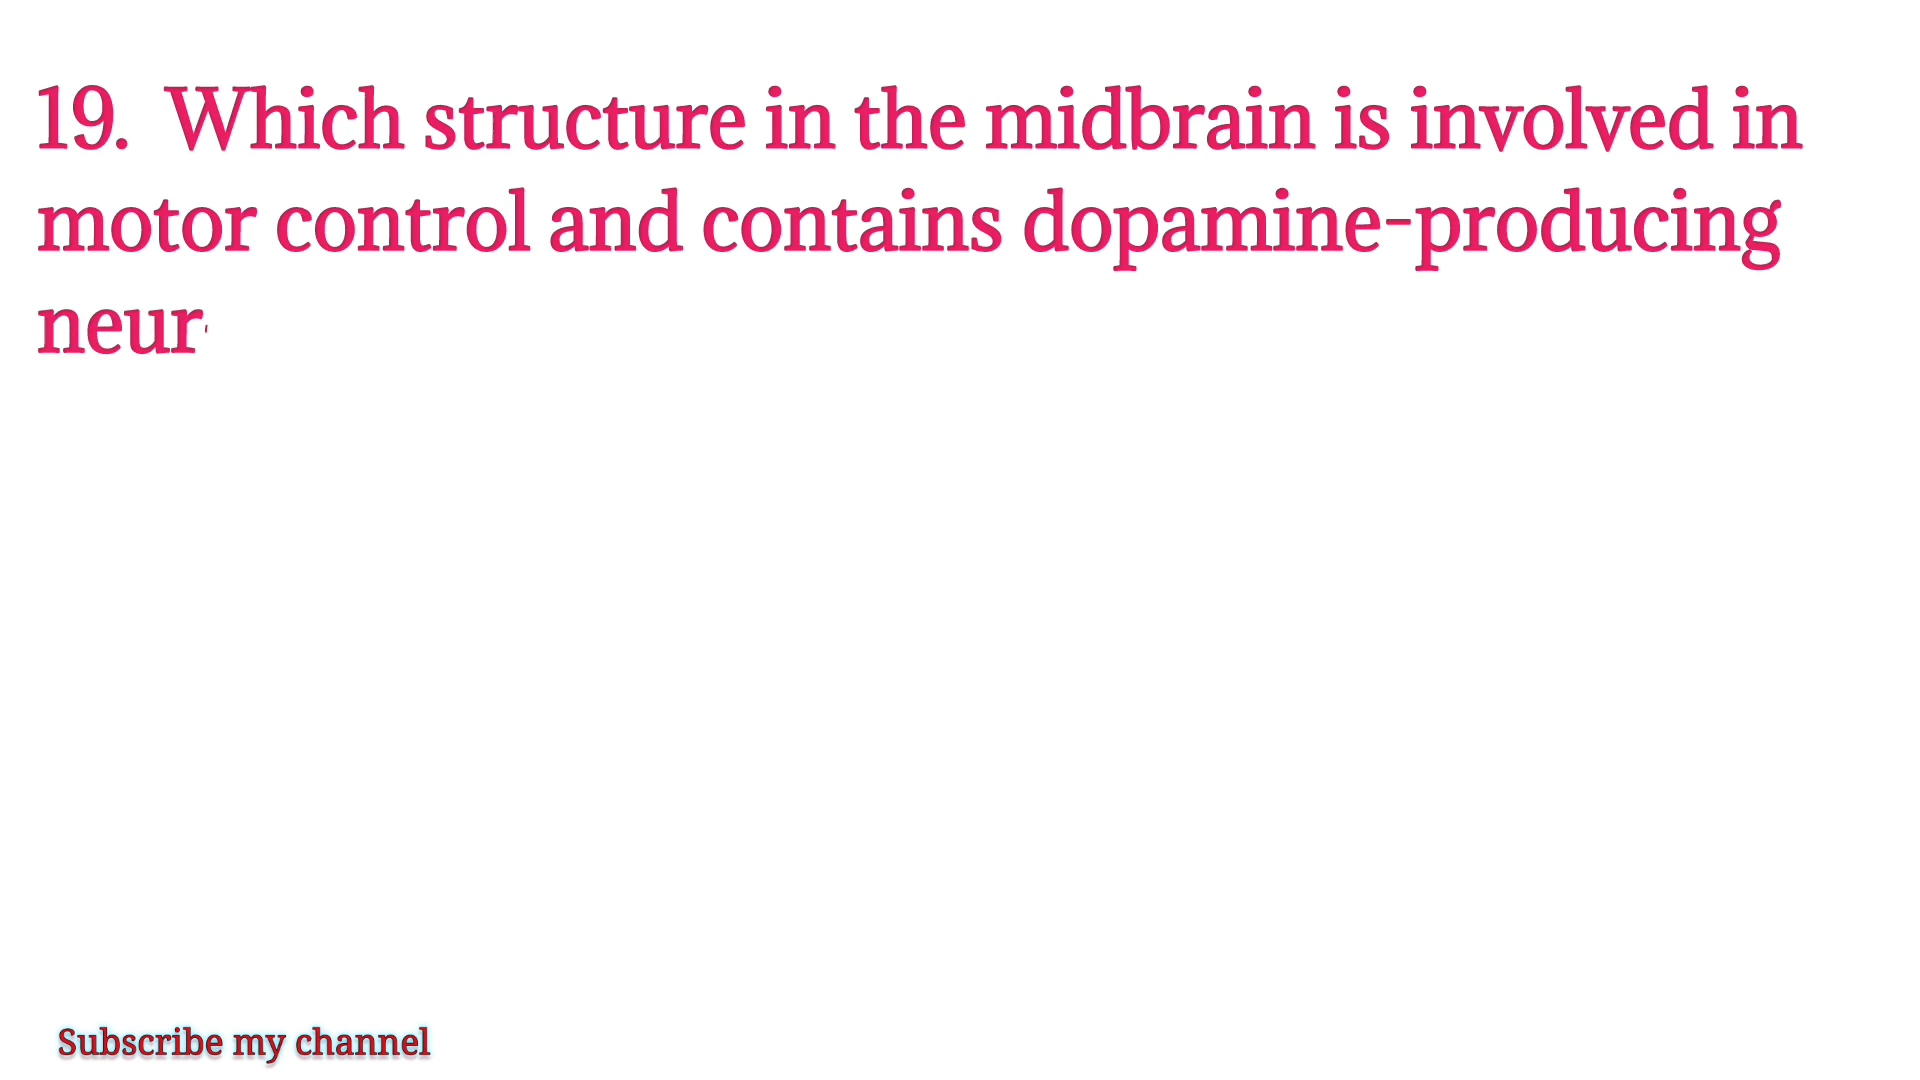 19. Which structure in the midbrain is involved in
motor control and contains dopamine-producing
neur
Subscribe my channel